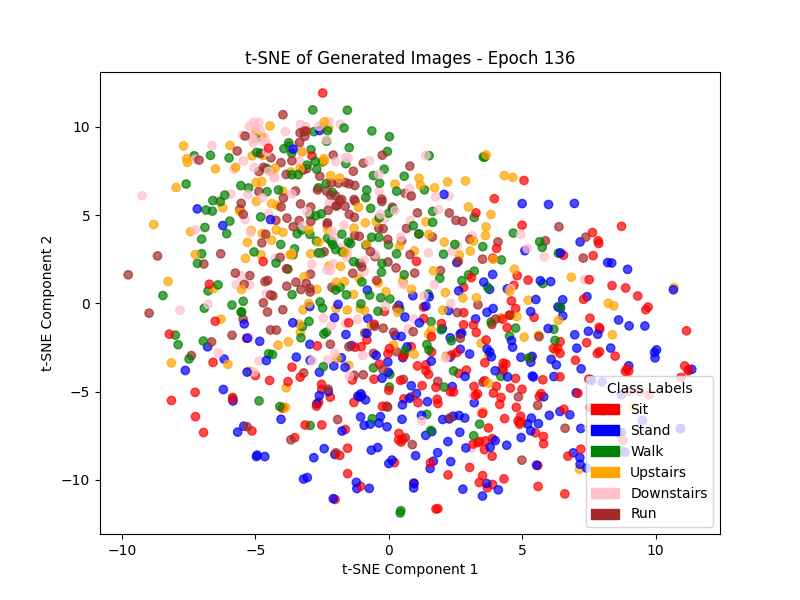 t-SNE of Generated Images - Epoch 136
t-SNE Component 2
10
5
0
−5
−10
−10
−5
0
5
10
t-SNE Component 1
Class Labels
Sit
Stand
Walk
Upstairs
Downstairs
Run